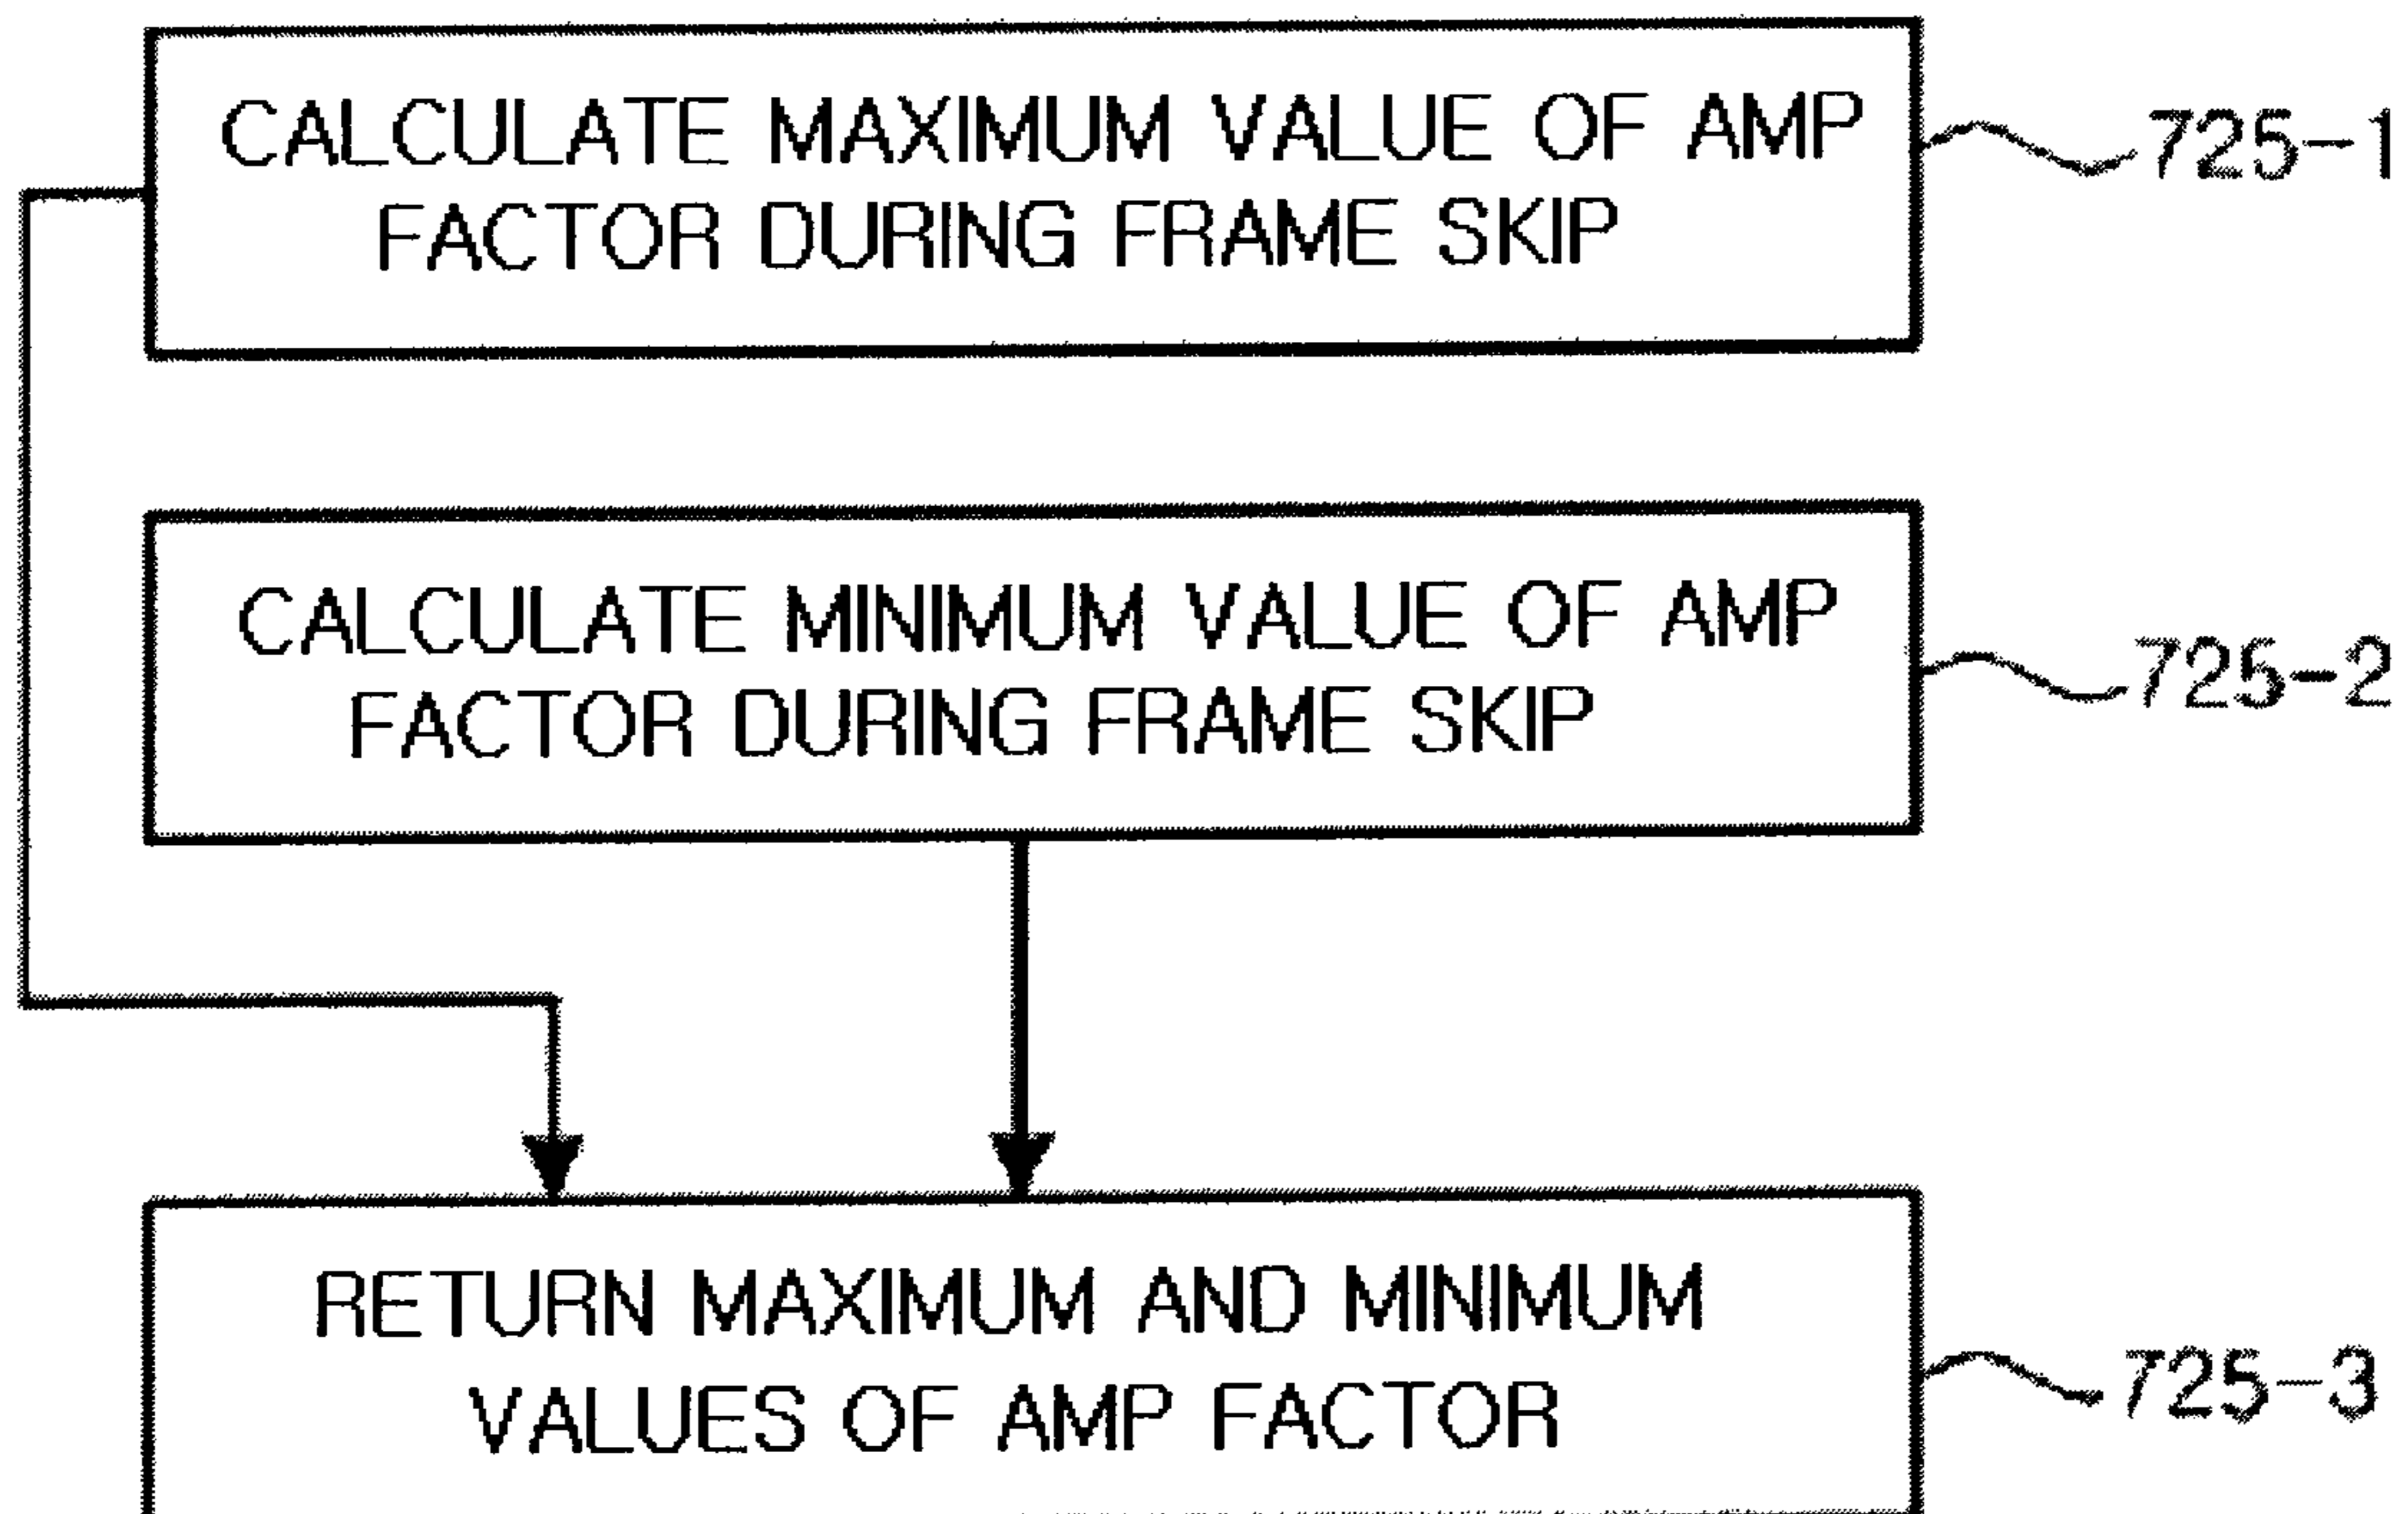 CALCULATE MAXIMUM VALUE OF AMP
FACTOR DURING FRAME SKIP
725-1
CALCULATE MINIMUM VALUE OF AMP
FACTOR DURING FRAME SKIP
725-2
RETURN MAXIMUM AND MINIMUM
VALUES OF AMP FACTOR
725-3